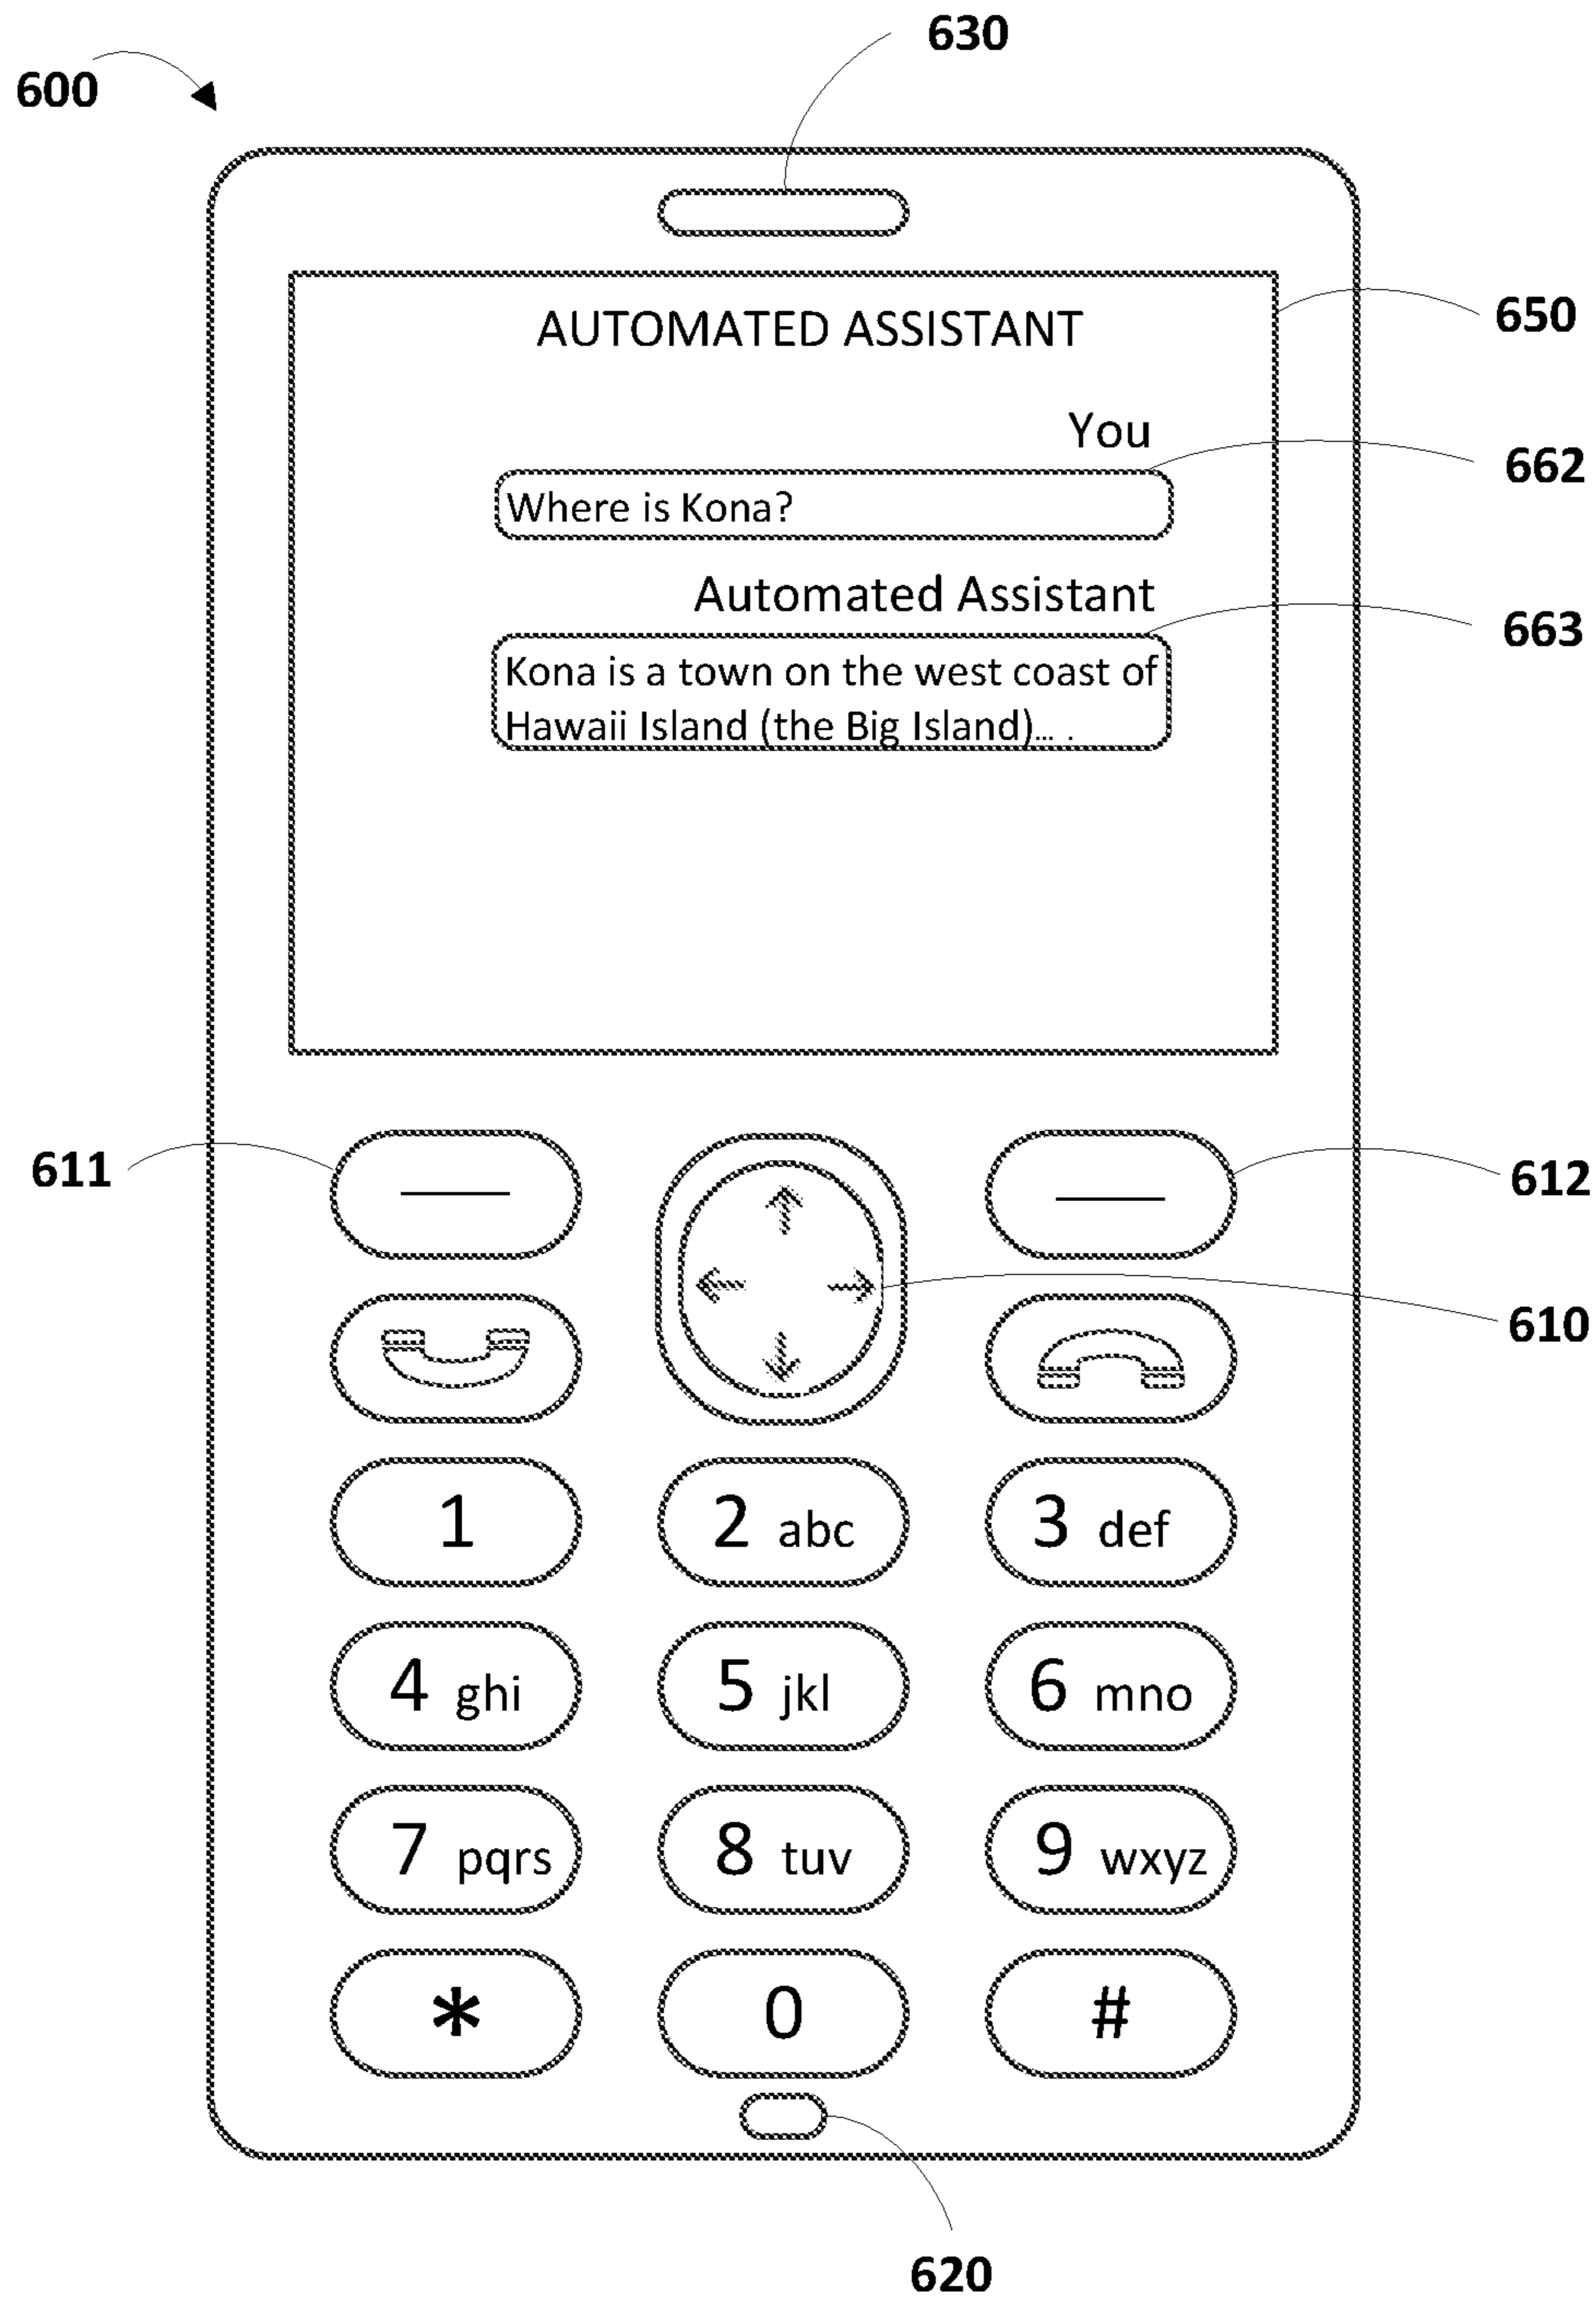 630
600
AUTOMATED ASSISTANT
650
You
662
Where is Kona?
Automated Assistant
663
Kona is a town on the west coast of
Hawaii Island (the Big Island)... .
611
612
610
1
2 abc
3 def
4 ghi
5 jkl
6 mno
7 pqrs
8 tuv
9 wxyz
*
0
#
620